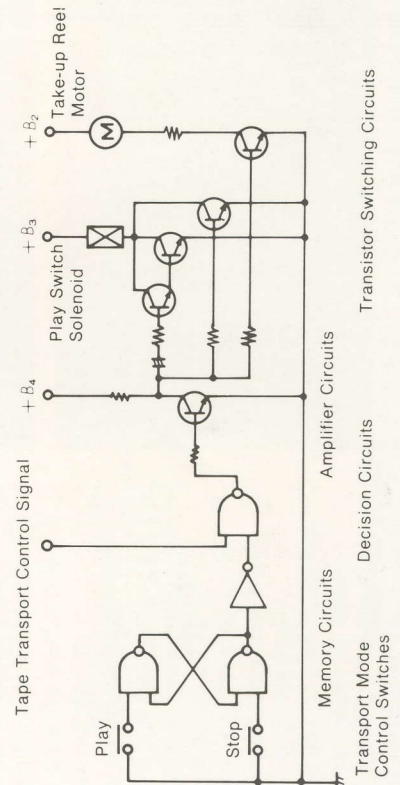 Tape Transport Control Signal
+B4
+B3
+B2
Play Switch
Solenoid
Take-up Reel
Motor
M
Play
Stop
Memory Circuits
Amplifier Circuits
Transport Mode
Control Switches
Decision Circuits
Transistor Switching Circuits